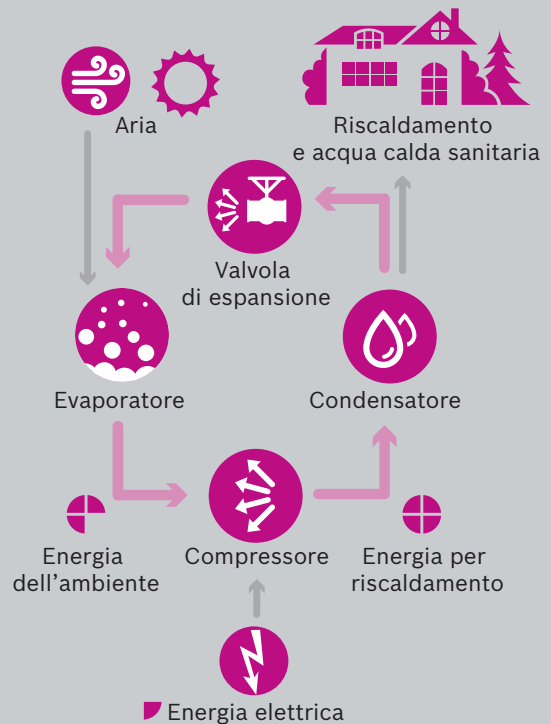 Aria
Riscaldamento
e acqua calda sanitaria
Valvola
di espansione
Evaporatore
Condensatore
Energia
dell’ambiente
Compressore
Energia per
riscaldamento
Energia elettrica